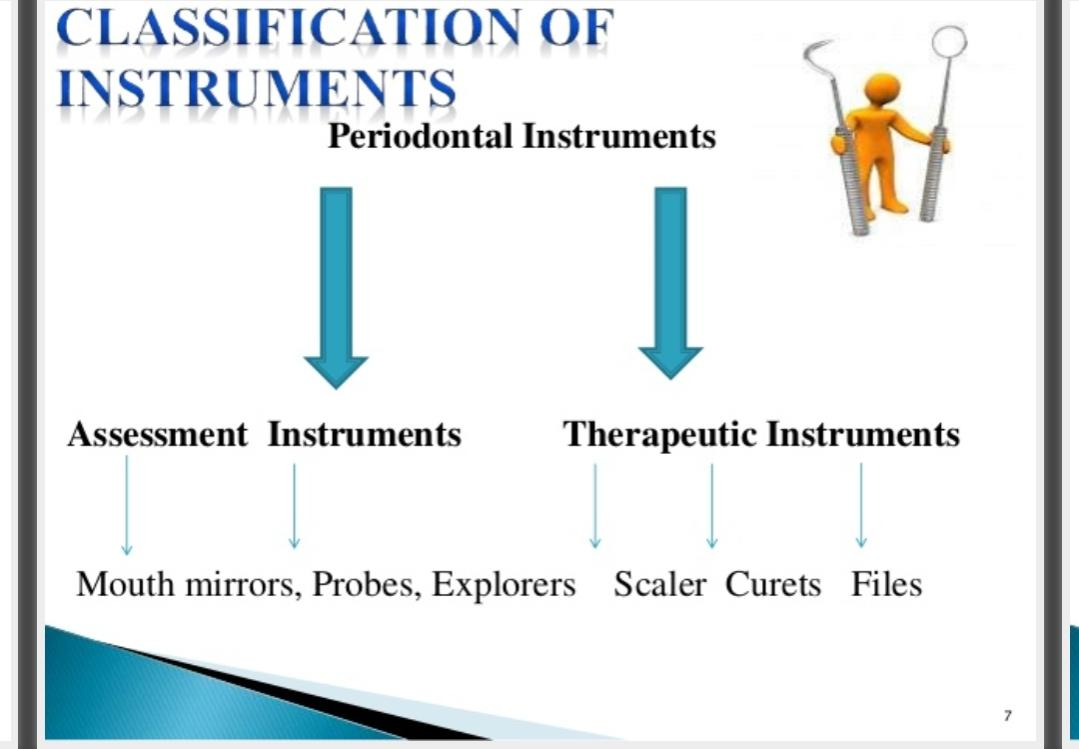 CLASSIFICATION OF
INSTRUMENTS
Periodontal Instruments
Assessment Instruments Therapeutic Instruments
Mouth mirrors, Probes, Explorers Scaler Curets Files
7